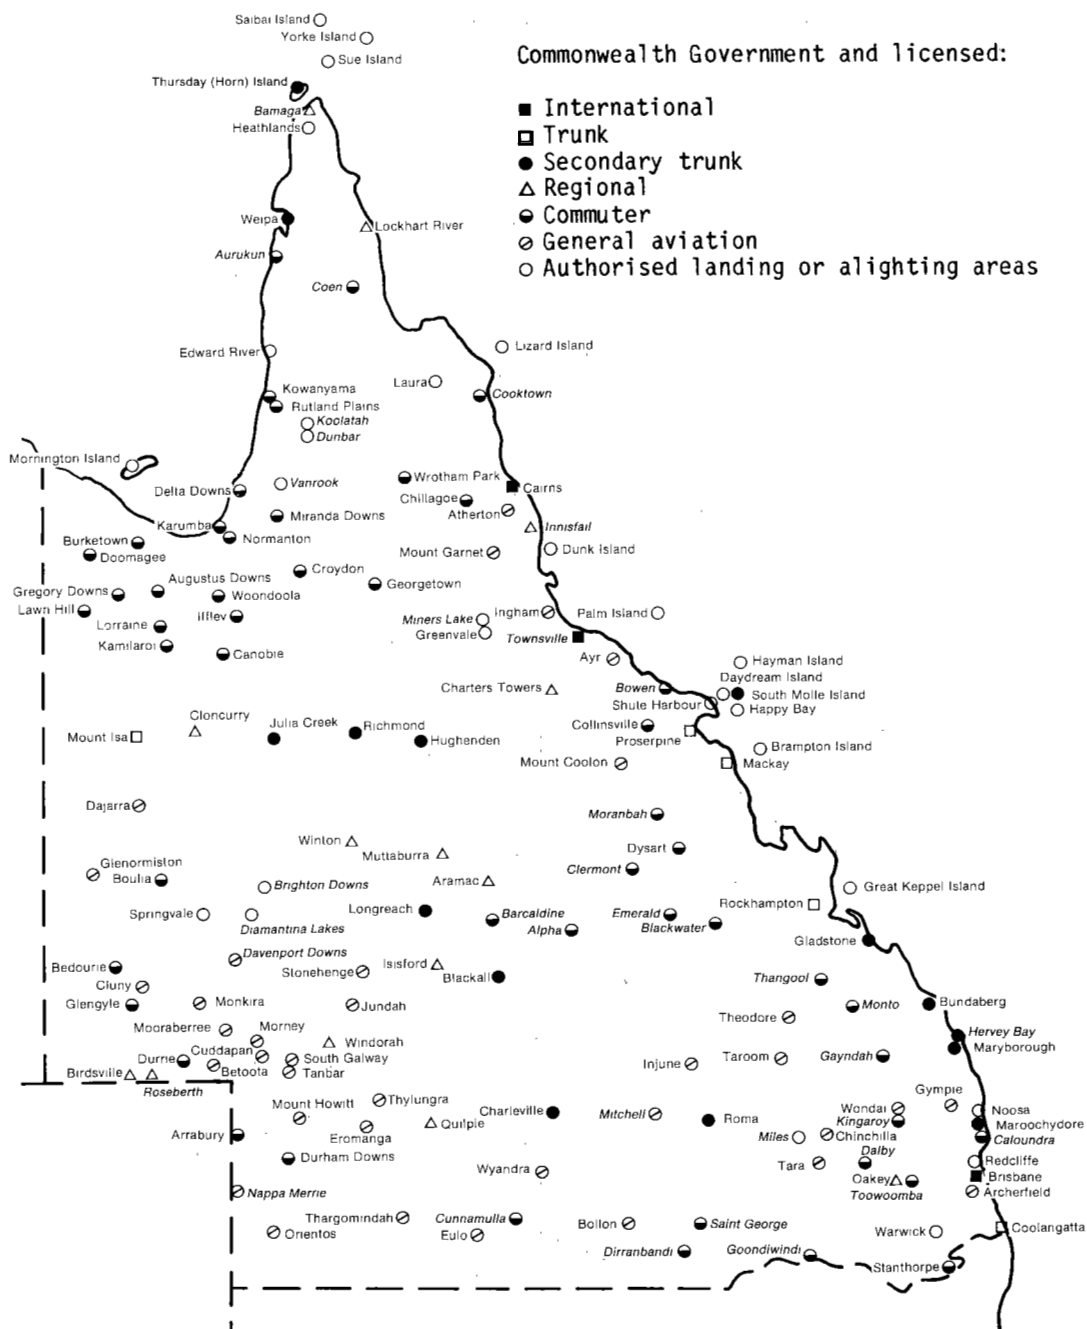 Saibai Island
Yorke Island
Sue Island
Commonwealth Government and licensed:
Thursday (Horn) Island
International
Bamaga
Heathlands
Trunk
Secondary trunk
Regional
Weipa
Lockhart River
Commuter
General aviation
Aurukun
Authorised landing or alighting areas
Coen
Edward River
Lizard Island
Laura
Kowanyama
Cooktown
Rutland Plains
Koolatah
Dunbar
Mornington Island
Wrotham Park
Delta Downs
Vanrook
Cairns
Chillagoe
Atherton
Miranda Downs
Karumba
Innisfail
Normanton
Burketown
Doomagee
Mount Garnet
Dunk Island
Croydon
Augustus Downs
Georgetown
Gregory Downs
Woondoola
Lawn Hill
Iffley
Ingham
Palm Island
Miners Lake
Lorraine
Greenvale
Townsville
Kamilaroi
Canobie
Ayr
Hayman Island
Daydream Island
Charters Towers
Bowen
South Molle Island
Shute Harbour
Happy Bay
Cloncurry
Julia Creek
Richmond
Collinsville
Mount Isa
Hughenden
Proserpine
Brampton Island
Mount Coolon
Mackay
Dajarra
Moranbah
Winton
Muttaburra
Dysart
Glenormiston
Clermont
Boulia
Brighton Downs
Aramac
Great Keppel Island
Rockhampton
Springvale
Longreach
Barcaldine
Emerald
Diamantina Lakes
Alpha
Blackwater
Gladstone
Davenport Downs
Bedourie
Stonehenge
Isisford
Blackall
Thangool
Cluny
Glengyle
Monkira
Jundah
Monto
Bundaberg
Theodore
Mooraberree
Morney
Windorah
Hervey Bay
Maryborough
Cuddapan
Durrie
South Galway
Betoota
Tanbar
Injune
Taroom
Gayndah
Birdsville
Roseberth
Gympie
Mount Howitt
Thylungra
Charleville
Mitchell
Roma
Wondai
Noosa
Kingaroy
Maroochydore
Arrabury
Eromanga
Quilpie
Miles
Chinchilla
Caloundra
Dalby
Durham Downs
Wyandra
Tara
Redcliffe
Oakey
Brisbane
Nappa Merrie
Toowoomba
Archerfield
Thargomindah
Cunnamulla
Bollon
Saint George
Orientos
Eulo
Warwick
Coolangatta
Dirranbandi
Goondiwindi
Stanthorpe